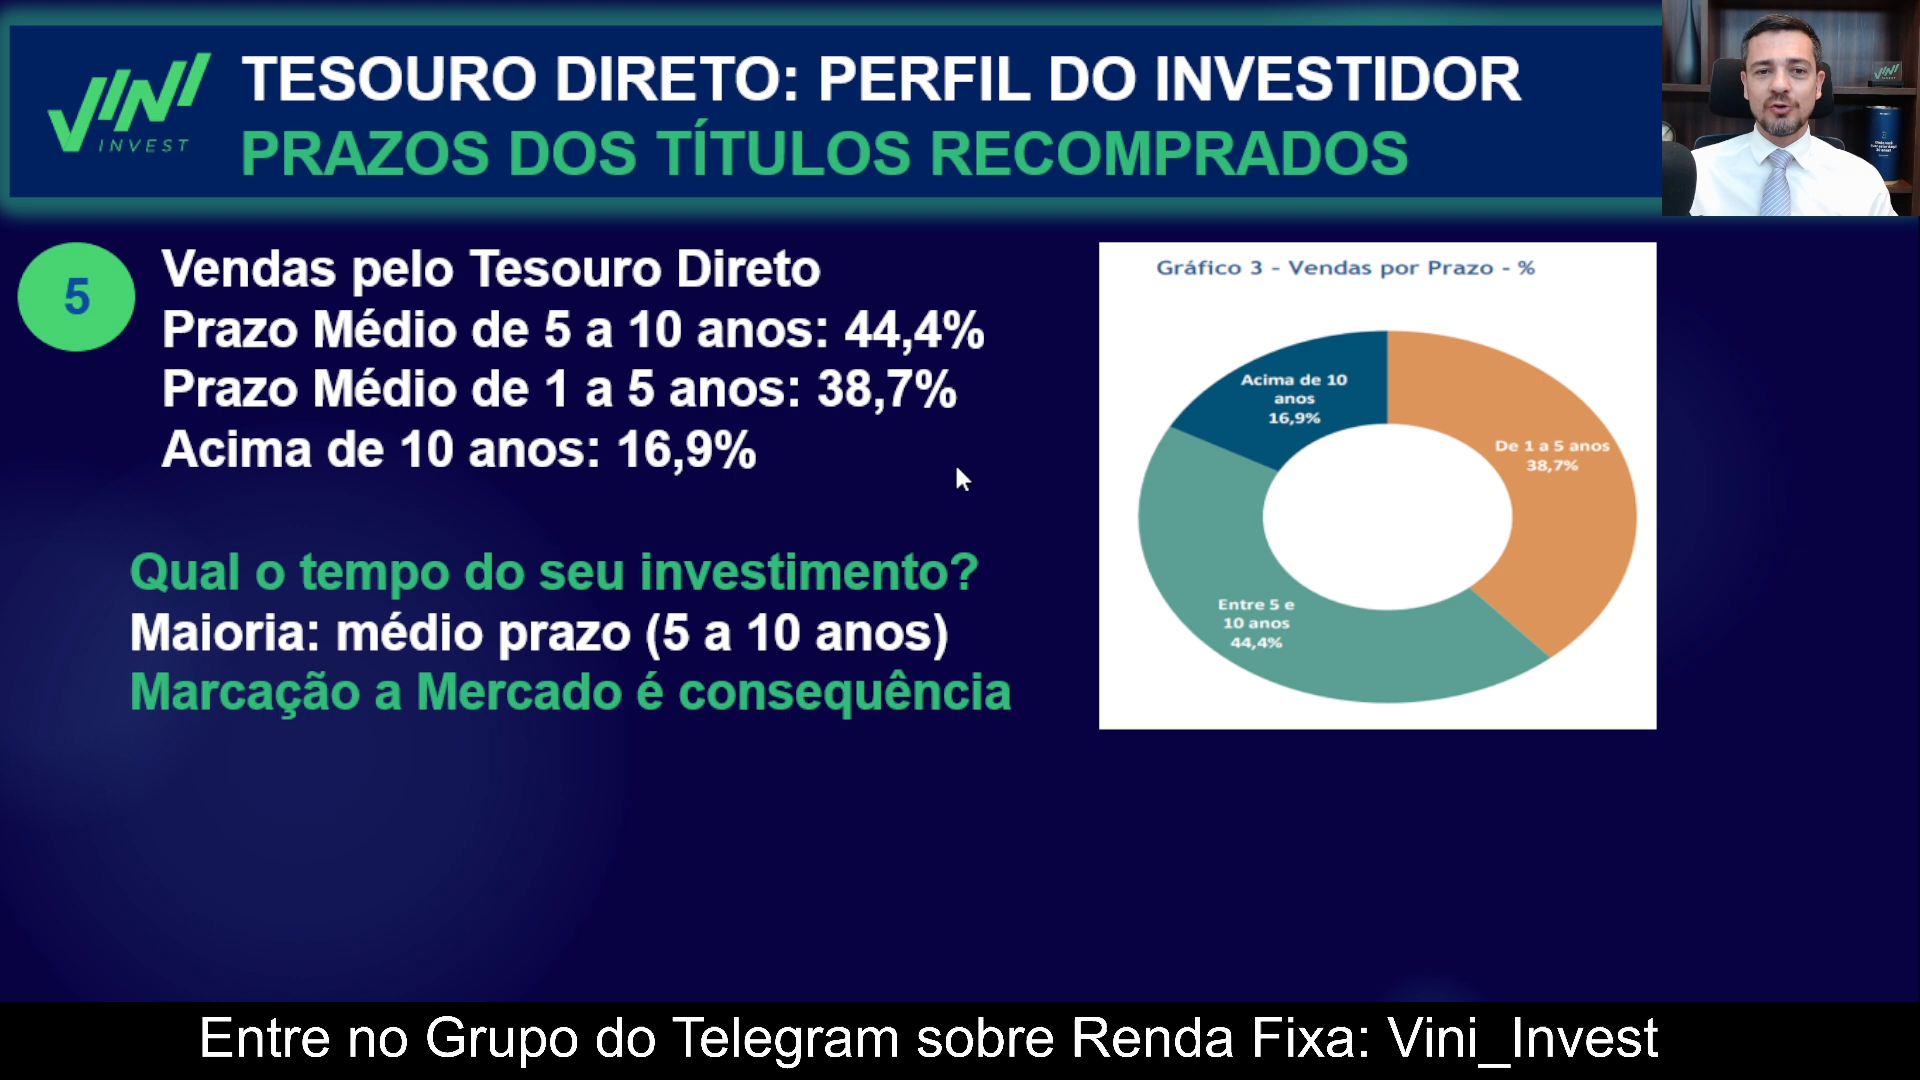 VINI
INVEST
TESOURO DIRETO: PERFIL DO INVESTIDOR
PRAZOS DOS TÍTULOS RECOMPRADOS
5
Vendas pelo Tesouro Direto
Prazo Médio de 5 a 10 anos: 44,4%
Prazo Médio de 1 a 5 anos: 38,7%
Acima de 10 anos: 16,9%
Qual o tempo do seu investimento?
Maioria: médio prazo (5 a 10 anos)
Marcação a Mercado é consequência
Gráfico 3 - Vendas por Prazo - %
Acima de 10
anos
16,9%
De 1 a 5 anos
38,7%
Entre 5 e
10 anos
44,4%
Entre no Grupo do Telegram sobre Renda Fixa: Vini_Invest